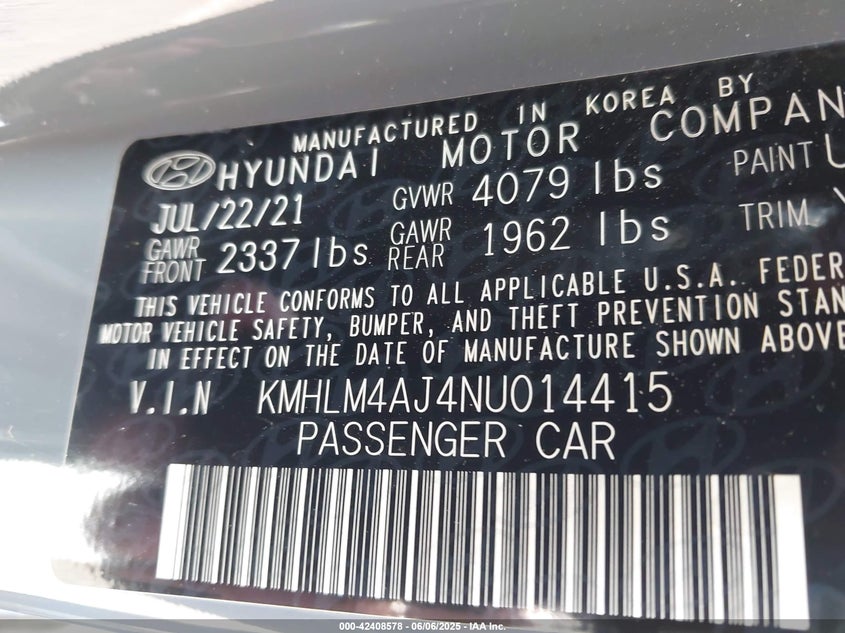 MANUFACTURED IN KOREA BY
HYUNDAI MOTOR COMPAN
JUL/22/21 GVWR 4079 lbs PAINT U
GAWR FRONT 2337 lbs GAWR REAR 1962 lbs TRIM
THIS VEHICLE CONFORMS TO ALL APPLICABLE U.S.A.. FEDER
MOTOR VEHICLE SAFETY, BUMPER, AND THEFT PREVENTION STAN
IN EFFECT ON THE DATE OF MANUFACTURE SHOWN ABOVE
V.I.N KMHLM4AJ4NU014415
PASSENGER CAR
000-42408578 - 06/06/2025 - IAA Inc.